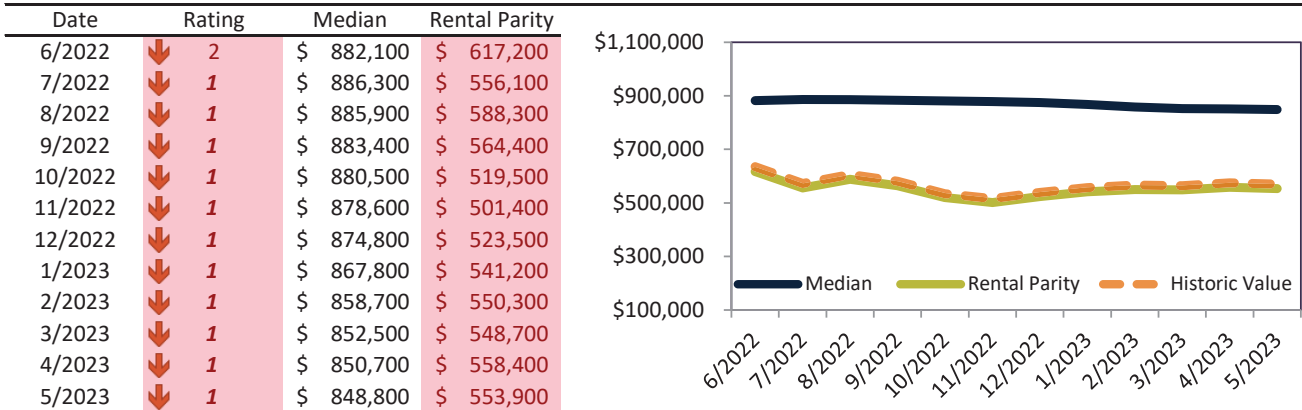 Date Rating Median Rental Parity
6/2022 2 $ 882,100 $ 617,200
7/2022 1 $ 886,300 $ 556,100
8/2022 1 $ 885,900 $ 588,300
9/2022 1 $ 883,400 $ 564,400
10/2022 1 $ 880,500 $ 519,500
11/2022 1 $ 878,600 $ 501,400
12/2022 1 $ 874,800 $ 523,500
1/2023 1 $ 867,800 $ 541,200
2/2023 1 $ 858,700 $ 550,300
3/2023 1 $ 852,500 $ 548,700
4/2023 1 $ 850,700 $ 558,400
5/2023 1 $ 848,800 $ 553,900
$1,100,000
$900,000
$700,000
$500,000
$300,000
$100,000
Median Rental Parity Historic Value
6/2022 7/2022 8/2022 9/2022 10/2022 11/2022 12/2022 1/2023 2/2023 3/2023 4/2023 5/2023